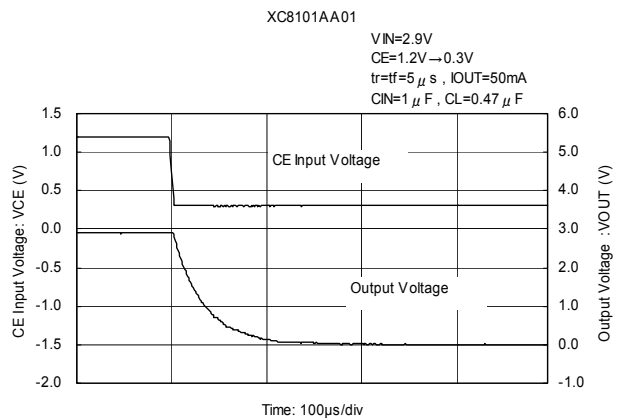 XC8101AA01
VIN=2.9V
CE=1.2V→0.3V
tr=tf=5μs , IOUT=50mA
CIN=1μF , CL=0.47μF
1.5
1.0
0.5
0.0
-0.5
-1.0
-1.5
-2.0
CE Input Voltage: VCE (V)
CE Input Voltage
Output Voltage
6.0
5.0
4.0
3.0
2.0
1.0
0.0
-1.0
Output Voltage :VOUT (V)
Time: 100μs/div